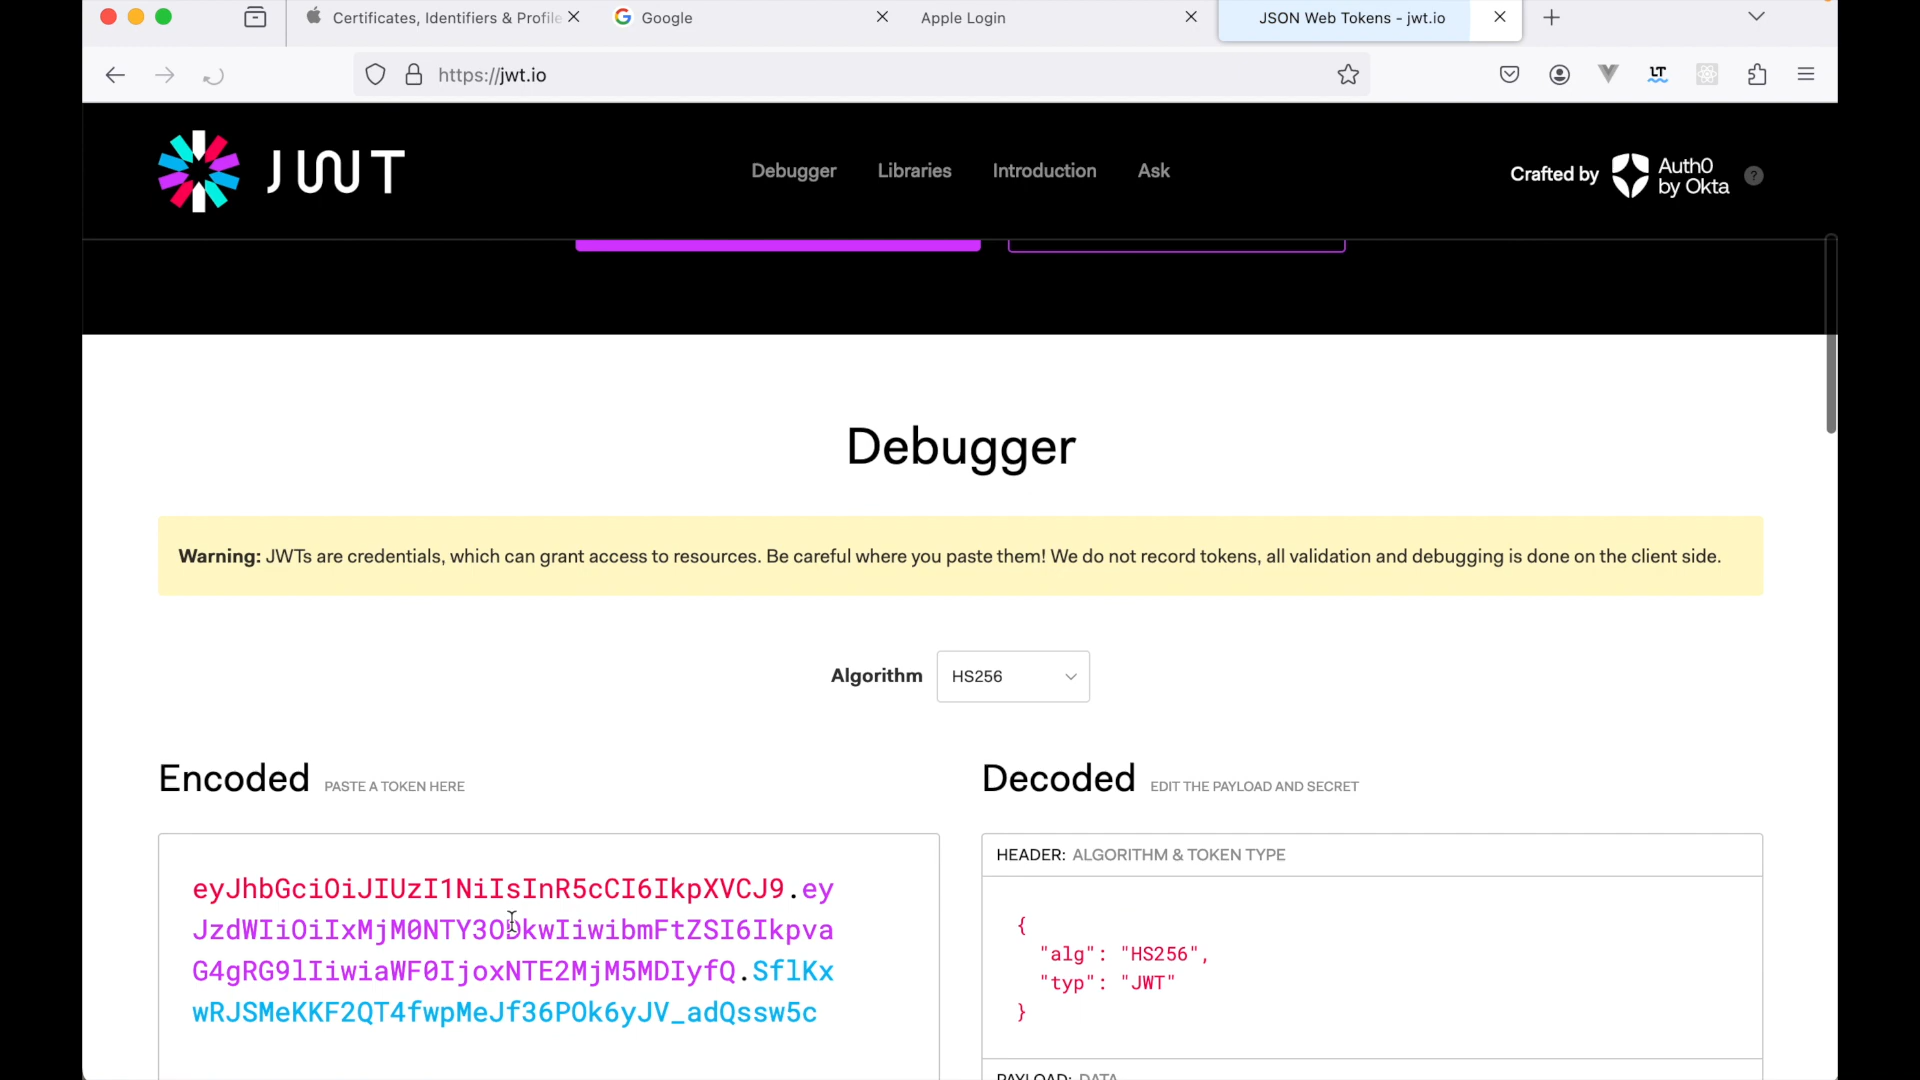 Certificates, Identifiers & Profile
Google
Apple Login
JSON Web Tokens - jwt.io
https://jwt.io
LT
JWT
Debugger
Libraries
Introduction
Ask
Crafted by
Auth0
by Okta
?
Debugger
Warning: JWTs are credentials, which can grant access to resources. Be careful where you paste them! We do not record tokens, all validation and debugging is done on the client side.
Algorithm
HS256
Encoded PASTE A TOKEN HERE
Decoded EDIT THE PAYLOAD AND SECRET
eyJhbGciOiJIUzI1NiIsInR5cCI6IkpXVCJ9.ey
JzdWIiOiIxMjM0NTY3ODkwIiwibmFtZSI6Ikpva
G4gRG9lIiwiaWF0IjoxNTE2MjM5MDIyfQ.SflKx
wRJSMeKKF2QT4fwpMeJf36POk6yJV_adQssw5c
HEADER: ALGORITHM & TOKEN TYPE
{
"alg": "HS256",
"typ": "JWT"
}
PAYLOAD: DATA